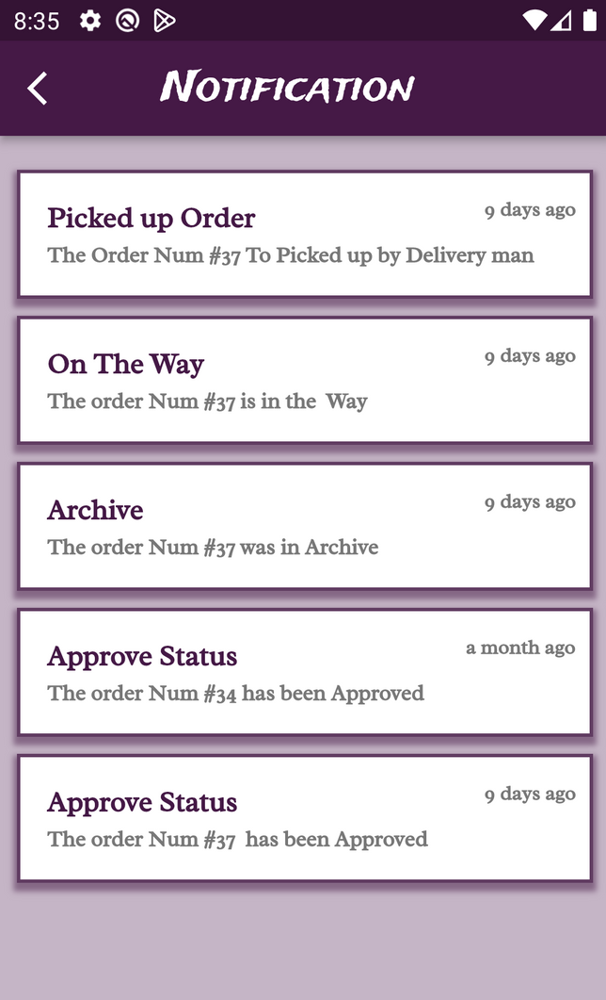 8:35
Notification
Picked up Order
9 days ago
The Order Num #37 To Picked up by Delivery man
On The Way
9 days ago
The order Num #37 is in the  Way
Archive
9 days ago
The order Num #37 was in Archive
Approve Status
a month ago
The order Num #34 has been Approved
Approve Status
9 days ago
The order Num #37  has been Approved